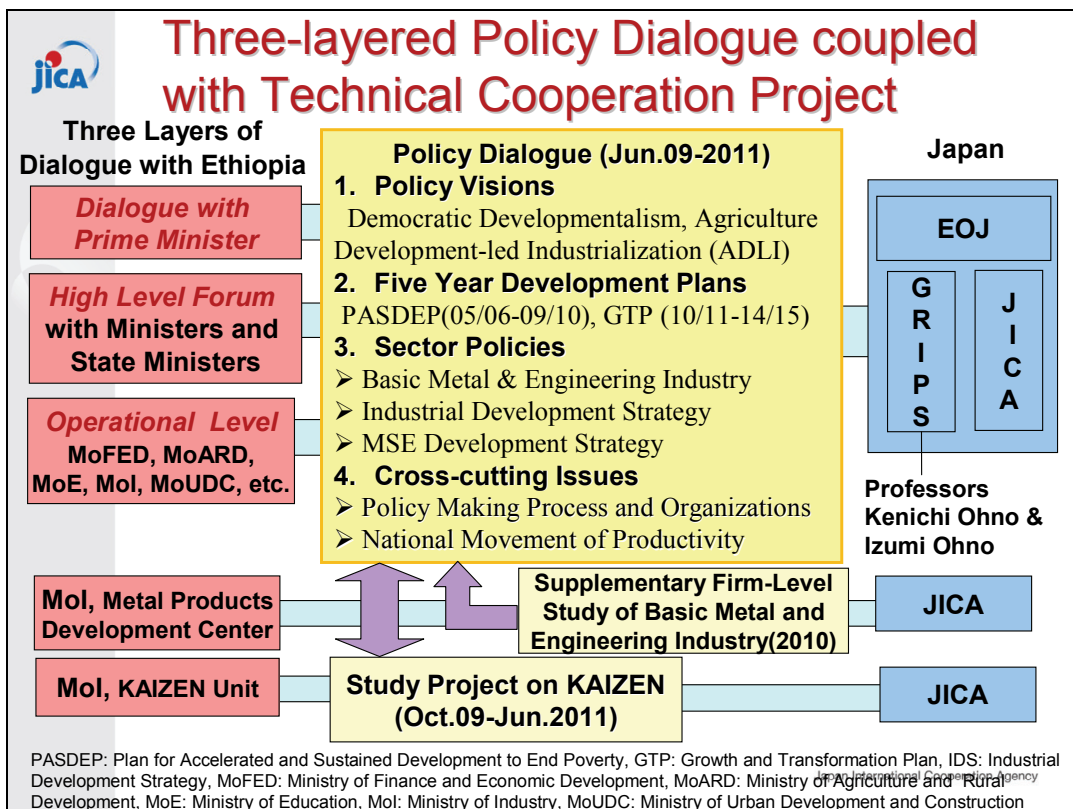 jICA
Three-layered Policy Dialogue coupled
with Technical Cooperation Project
Three Layers of
Dialogue with Ethiopia
Dialogue with
Prime Minister
High Level Forum
with Ministers and
State Ministers
Operational Level
MoFED, MoARD,
MoE, MoI, MoUDC, etc.
Policy Dialogue (Jun.09-2011)
1. Policy Visions
Democratic Developmentalism, Agriculture
Development-led Industrialization (ADLI)
2. Five Year Development Plans
PASDEP(05/06-09/10), GTP (10/11-14/15)
3. Sector Policies
➢ Basic Metal & Engineering Industry
➢ Industrial Development Strategy
➢ MSE Development Strategy
4. Cross-cutting Issues
➢ Policy Making Process and Organizations
➢ National Movement of Productivity
Japan
EOJ
GRIPS
JICA
Professors
Kenichi Ohno &
Izumi Ohno
MoI, Metal Products
Development Center
Supplementary Firm-Level
Study of Basic Metal and
Engineering Industry(2010)
JICA
MoI, KAIZEN Unit
Study Project on KAIZEN
(Oct.09-Jun.2011)
JICA
PASDEP: Plan for Accelerated and Sustained Development to End Poverty, GTP: Growth and Transformation Plan, IDS: Industrial
Development Strategy, MoFED: Ministry of Finance and Economic Development, MoARD: Ministry of Agriculture and Rural
Japan International Cooperation Agency
Development, MoE: Ministry of Education, MoI: Ministry of Industry, MoUDC: Ministry of Urban Development and Construction